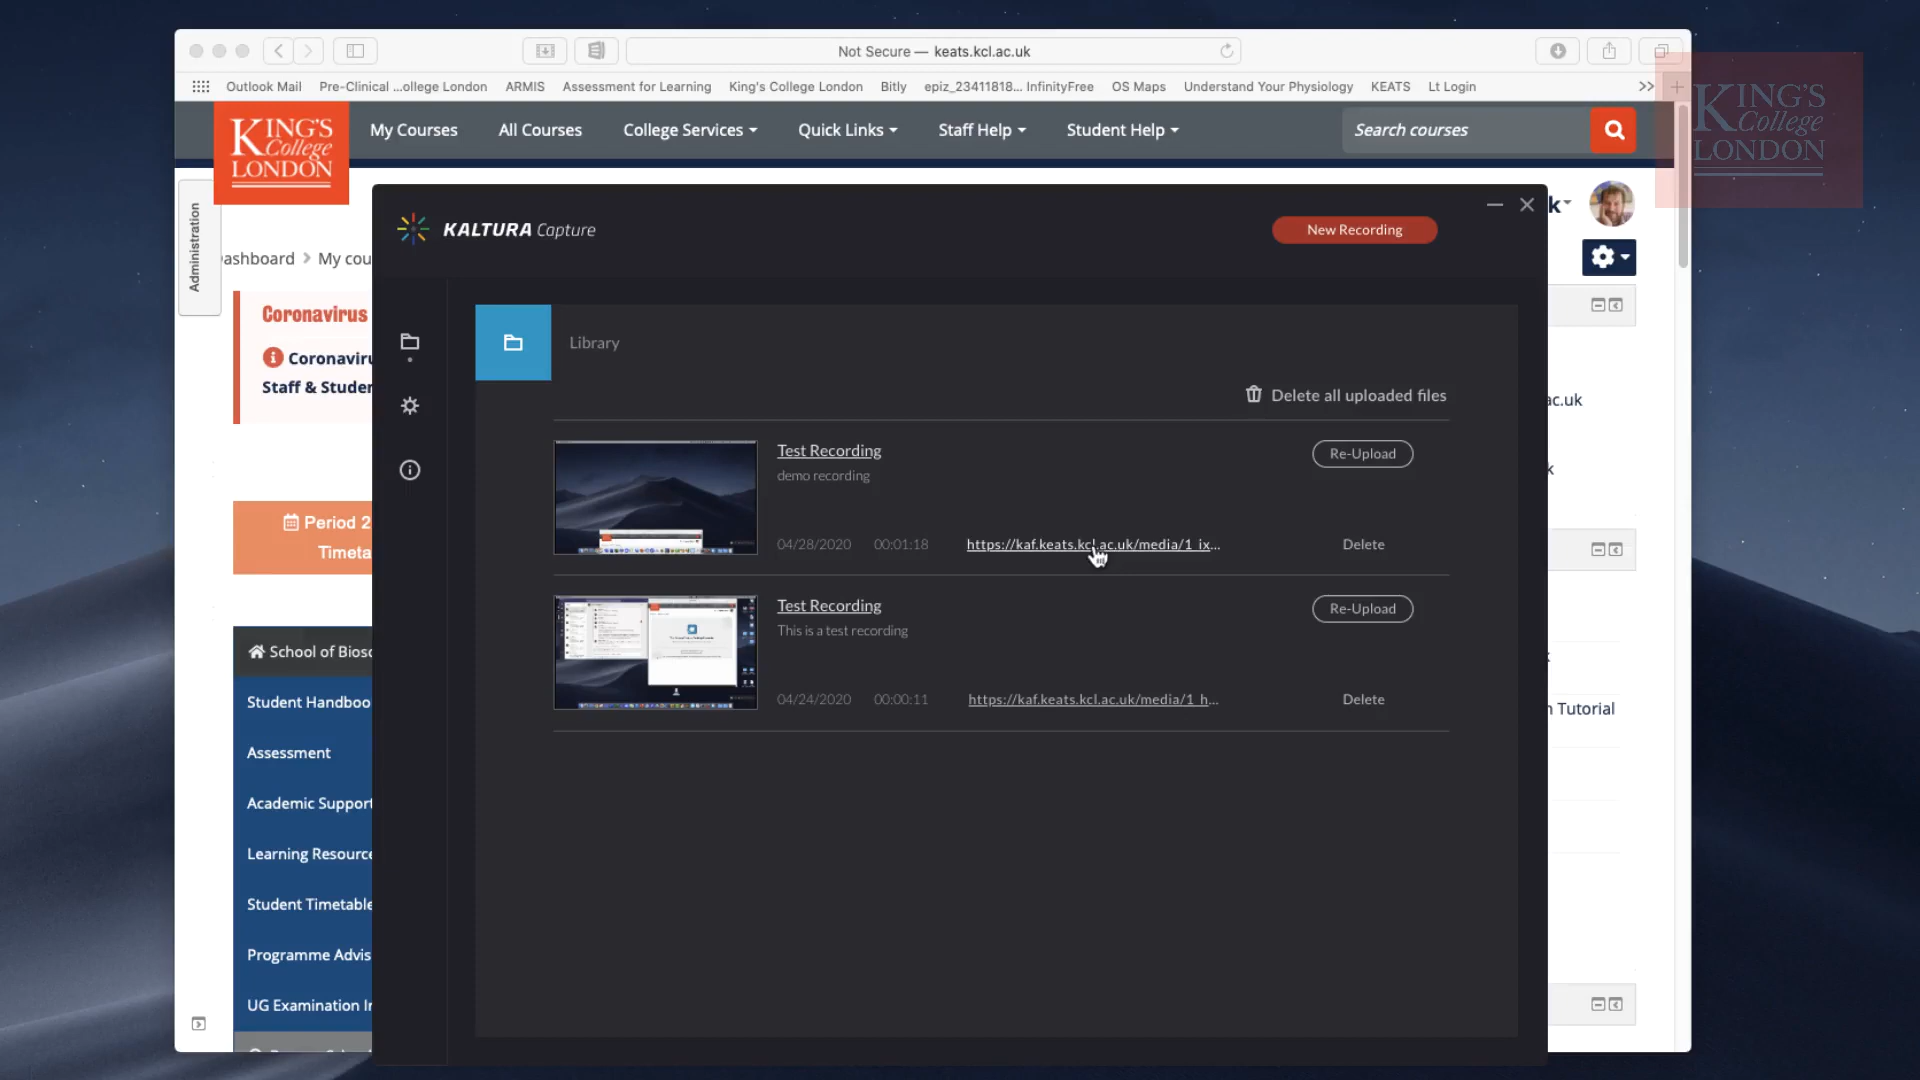 Not Secure — keats.kcl.ac.uk
Outlook Mail Pre-Clinical ...ollege London ARMIS Assessment for Learning King's College London Bitly epiz_23411818... InfinityFree OS Maps Understand Your Physiology KEATS Lt Login >>
KING'S College LONDON
My Courses All Courses College Services Quick Links Staff Help Student Help Search courses
KING'S College LONDON
Administration
k
KALTURA Capture
New Recording
ashboard > My cou
Coronavirus
Coronaviru
Staff & Studen
Library
Delete all uploaded files
ac.uk
Test Recording
Re-Upload
demo recording
k
Period 2
Timeta
04/28/2020 00:01:18 https://kaf.keats.kcl.ac.uk/media/1_ix... Delete
Test Recording
Re-Upload
This is a test recording
School of Biosc
Student Handboo
04/24/2020 00:00:11 https://kaf.keats.kcl.ac.uk/media/1_h... Delete
Tutorial
Assessment
Academic Support
Learning Resource
Student Timetable
Programme Advis
UG Examination In